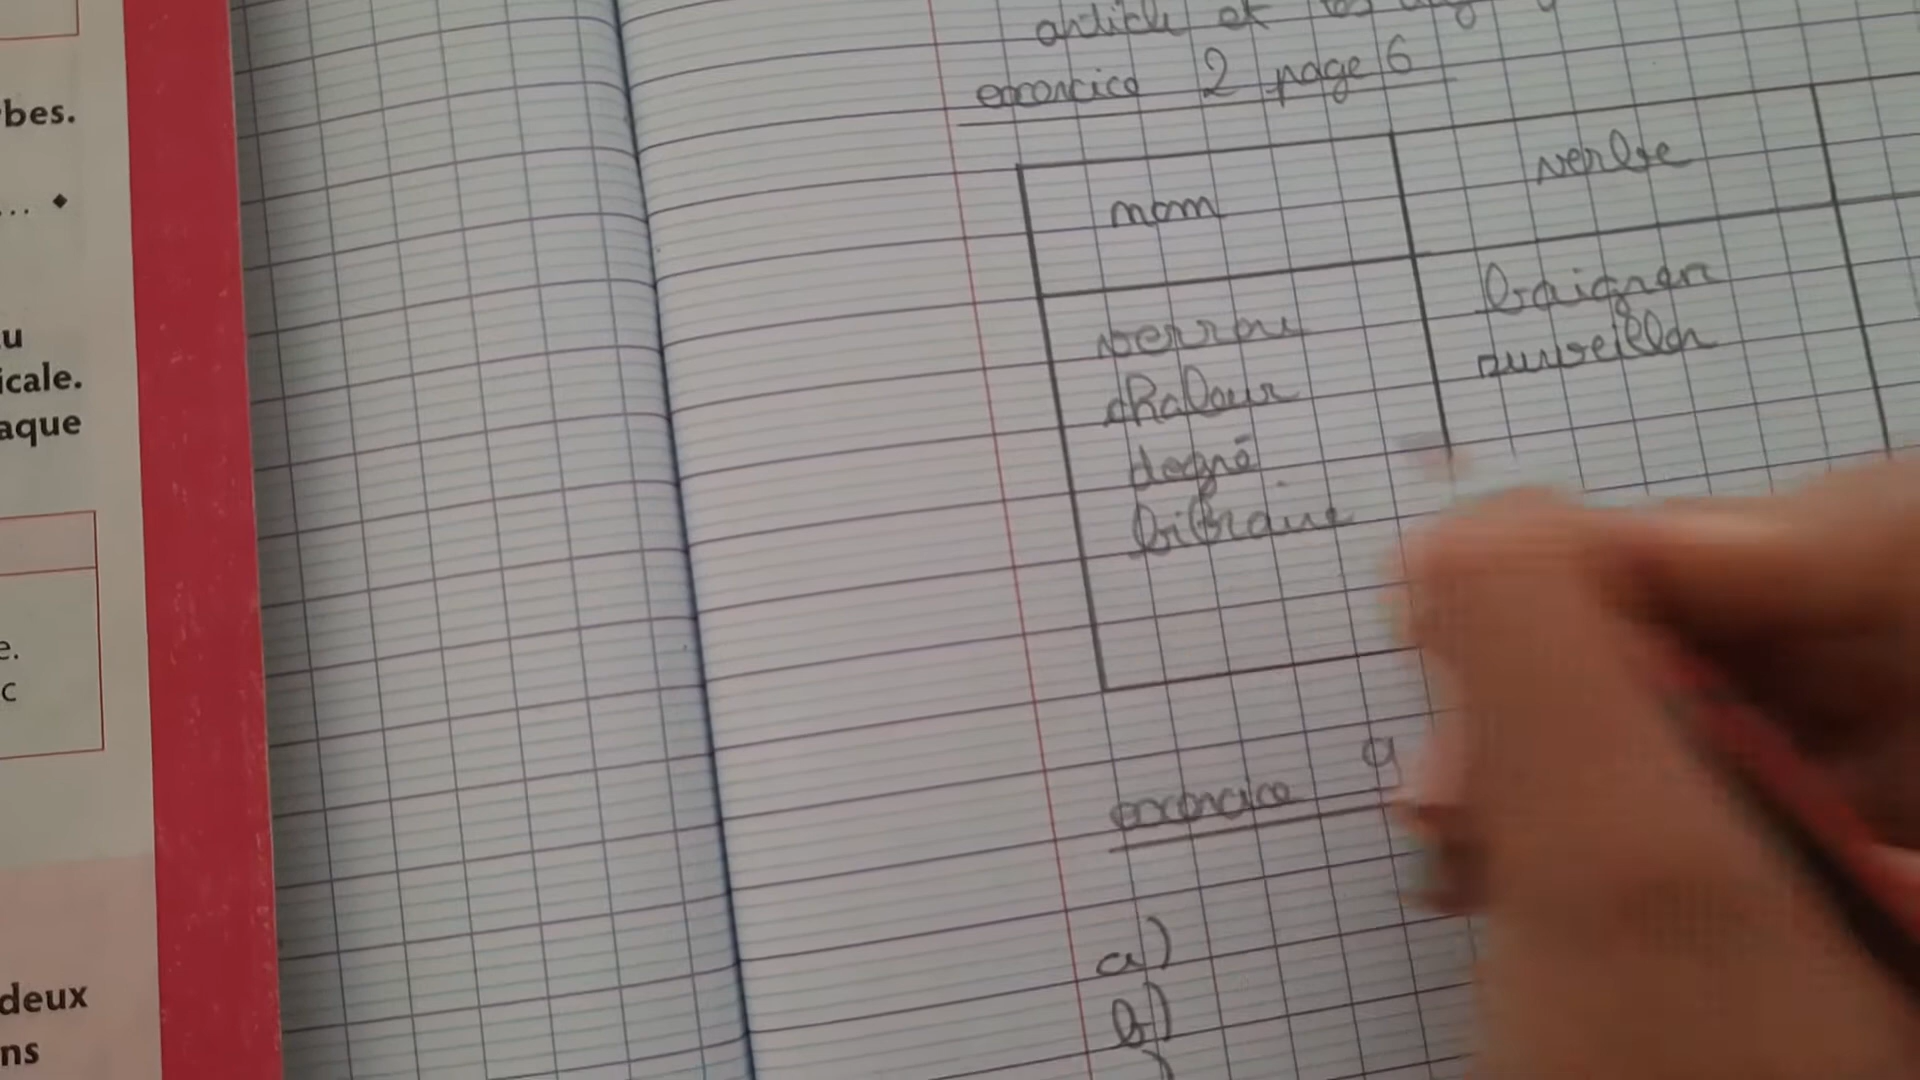 bes.
... ◆
u
icale.
aque
e.
c
deux
ns
article et
exercice 2 page 6
nom verbe
verrou baigner
chaleur surveiller
degré
exercice 9
a)
b)
)